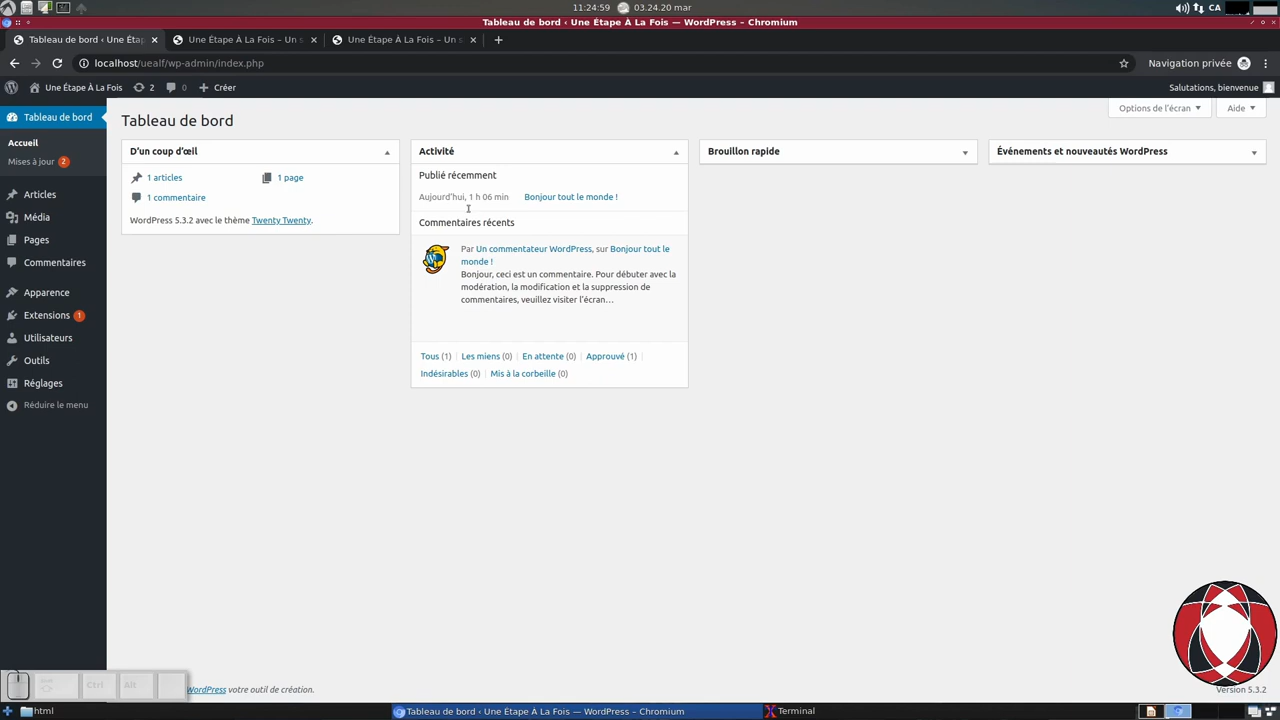 11:24:59
03.24.20 mar
CA
Tableau de bord ‹ Une Étape À La Fois — WordPress – Chromium
Tableau de bord ‹ Une Éta
Une Étape À La Fois – Un s
Une Étape À La Fois – Un s
localhost/uealf/wp-admin/index.php
Navigation privée
Une Étape À La Fois
2
0
Créer
Salutations, bienvenue
Options de l'écran
Aide
Tableau de bord
Accueil
Mises à jour 2
Articles
Média
Pages
Commentaires
Apparence
Extensions 1
Utilisateurs
Outils
Réglages
Réduire le menu
Tableau de bord
D'un coup d'œil
1 articles
1 page
1 commentaire
WordPress 5.3.2 avec le thème Twenty Twenty.
Activité
Publié récemment
Aujourd'hui, 1 h 06 min
Bonjour tout le monde !
Commentaires récents
Par Un commentateur WordPress, sur Bonjour tout le
monde !
Bonjour, ceci est un commentaire. Pour débuter avec la
modération, la modification et la suppression de
commentaires, veuillez visiter l'écran…
Tous (1) | Les miens (0) | En attente (0) | Approuvé (1) |
Indésirables (0) | Mis à la corbeille (0)
Brouillon rapide
Événements et nouveautés WordPress
WordPress votre outil de création.
Version 5.3.2
Ctrl
Alt
html
Tableau de bord ‹ Une Étape À La Fois — WordPress – Chromium
Terminal